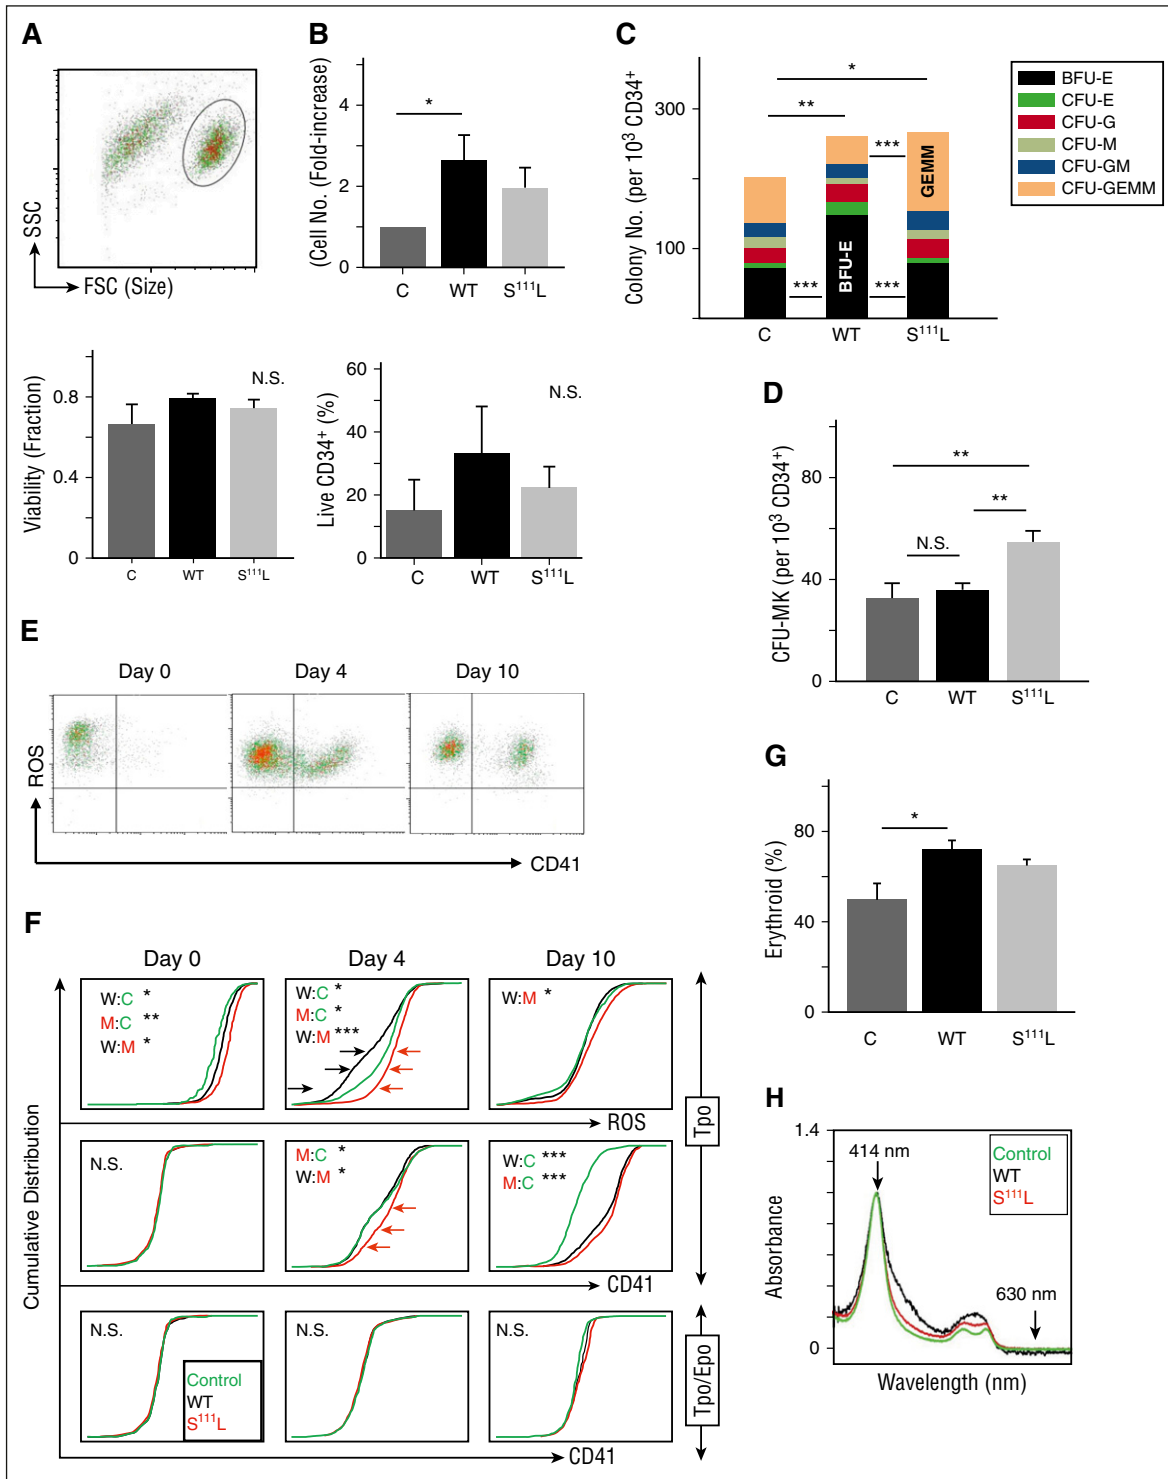 A
SSC
FSC (Size)
B
(Cell No. (Fold-increase)
4
2
0
*
C WT S¹¹¹L
C
Colony No. (per 10³ CD34⁺
300
100
*
**
***
*** ***
BFU-E
GEMM
C WT S¹¹¹L
BFU-E
CFU-E
CFU-G
CFU-M
CFU-GM
CFU-GEMM
Viability (Fraction)
0.8
0.4
0
N.S.
C WT S¹¹¹L
Live CD34⁺ (%)
60
40
20
0
N.S.
C WT S¹¹¹L
D
CFU-MK (per 10³ CD34⁺)
80
40
0
**
**
N.S.
C WT S¹¹¹L
E
Day 0 Day 4 Day 10
ROS
CD41
G
Erythroid (%)
80
40
0
*
C WT S¹¹¹L
F
Day 0 Day 4 Day 10
Cumulative Distribution
W:C *
M:C **
W:M *
W:C *
M:C *
W:M ***
W:M *
ROS
N.S.
M:C *
W:M *
W:C ***
M:C ***
CD41
Tpo
N.S.
Control
WT
S¹¹¹L
N.S.
N.S.
CD41
Tpo/Epo
H
Absorbance
1.4
0
414 nm
630 nm
Control
WT
S¹¹¹L
Wavelength (nm)